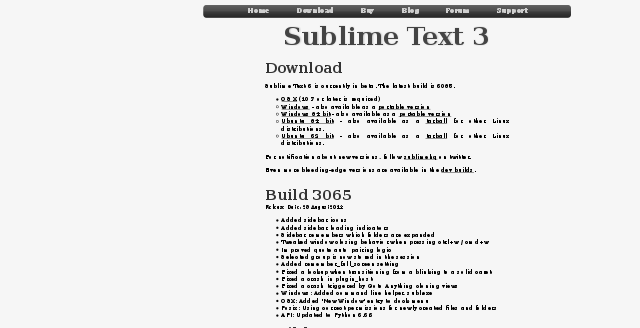 Home Download Buy Blog Forum Support
Sublime Text 3
Download
Sublime Text 3 is currently in beta. The latest build is 3065.
OS X (10.7 or later is required)
Windows - also available as a portable version
Windows 64 bit - also available as a portable version
Ubuntu 32 bit - also available as a tarball for other Linux
distributions.
Ubuntu 64 bit - also available as a tarball for other Linux
distributions.
For notification about new versions, follow sublimehq on twitter.
Even more bleeding-edge versions are available in the dev builds.
Build 3065
Release Date: August
Added sidebar icons
Added sidebar loading indicators
Sidebar remembers which folders are expanded
Tweaked window closing behavior when pressing ctrl+w / cmd+w
Improved quote auto pairing logic
Selected group is now stored in the session
Added remember_full_screen setting
Fixed a lockup when transitioning from a blinking to a solid caret
Fixed a crash in plugin_host
Fixed a crash triggered by Goto Anything cloning views
Windows: Added command line helper, subl.exe
OSX: Added 'New Window' entry to dock menu
Posix: Using correct permissions for newly created files and folders
API: Updated to Python